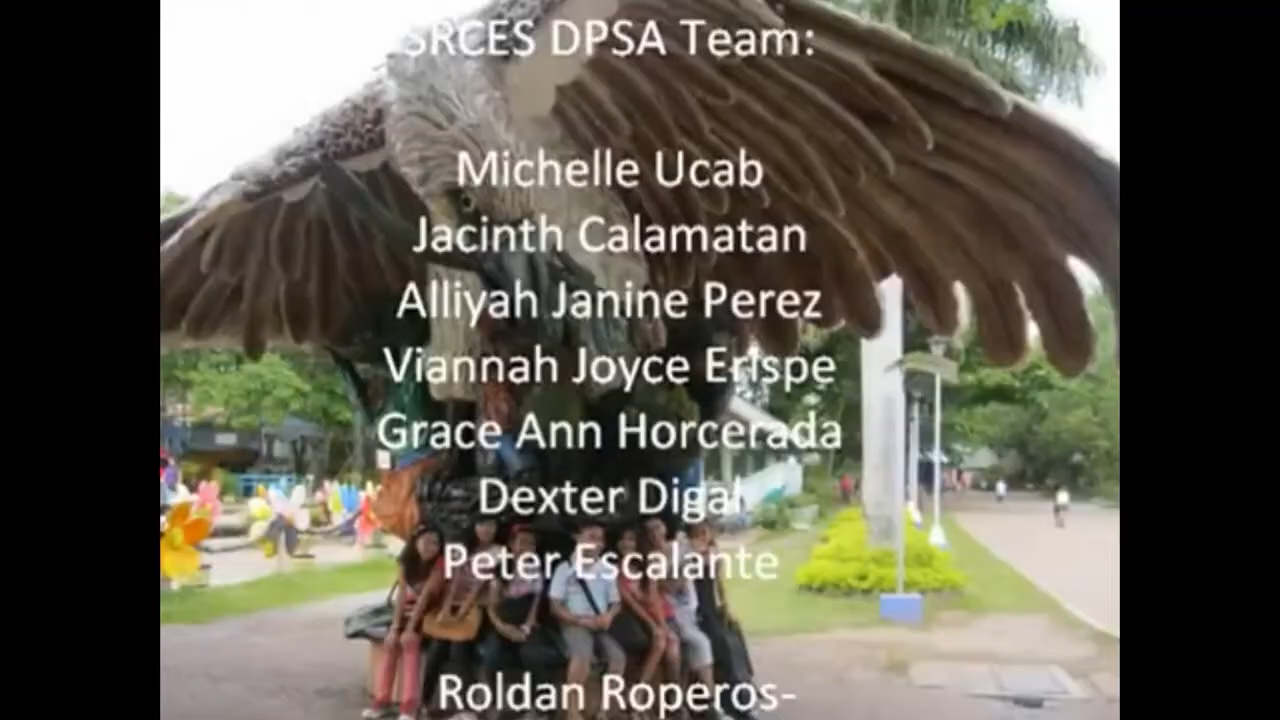 SRCES DPSA Team:
Michelle Ucab
Jacinth Calamatan
Alliyah Janine Perez
Viannah Joyce Erispe
Grace Ann Horcerada
Dexter Digal
Peter Escalante
Roldan Roperos-